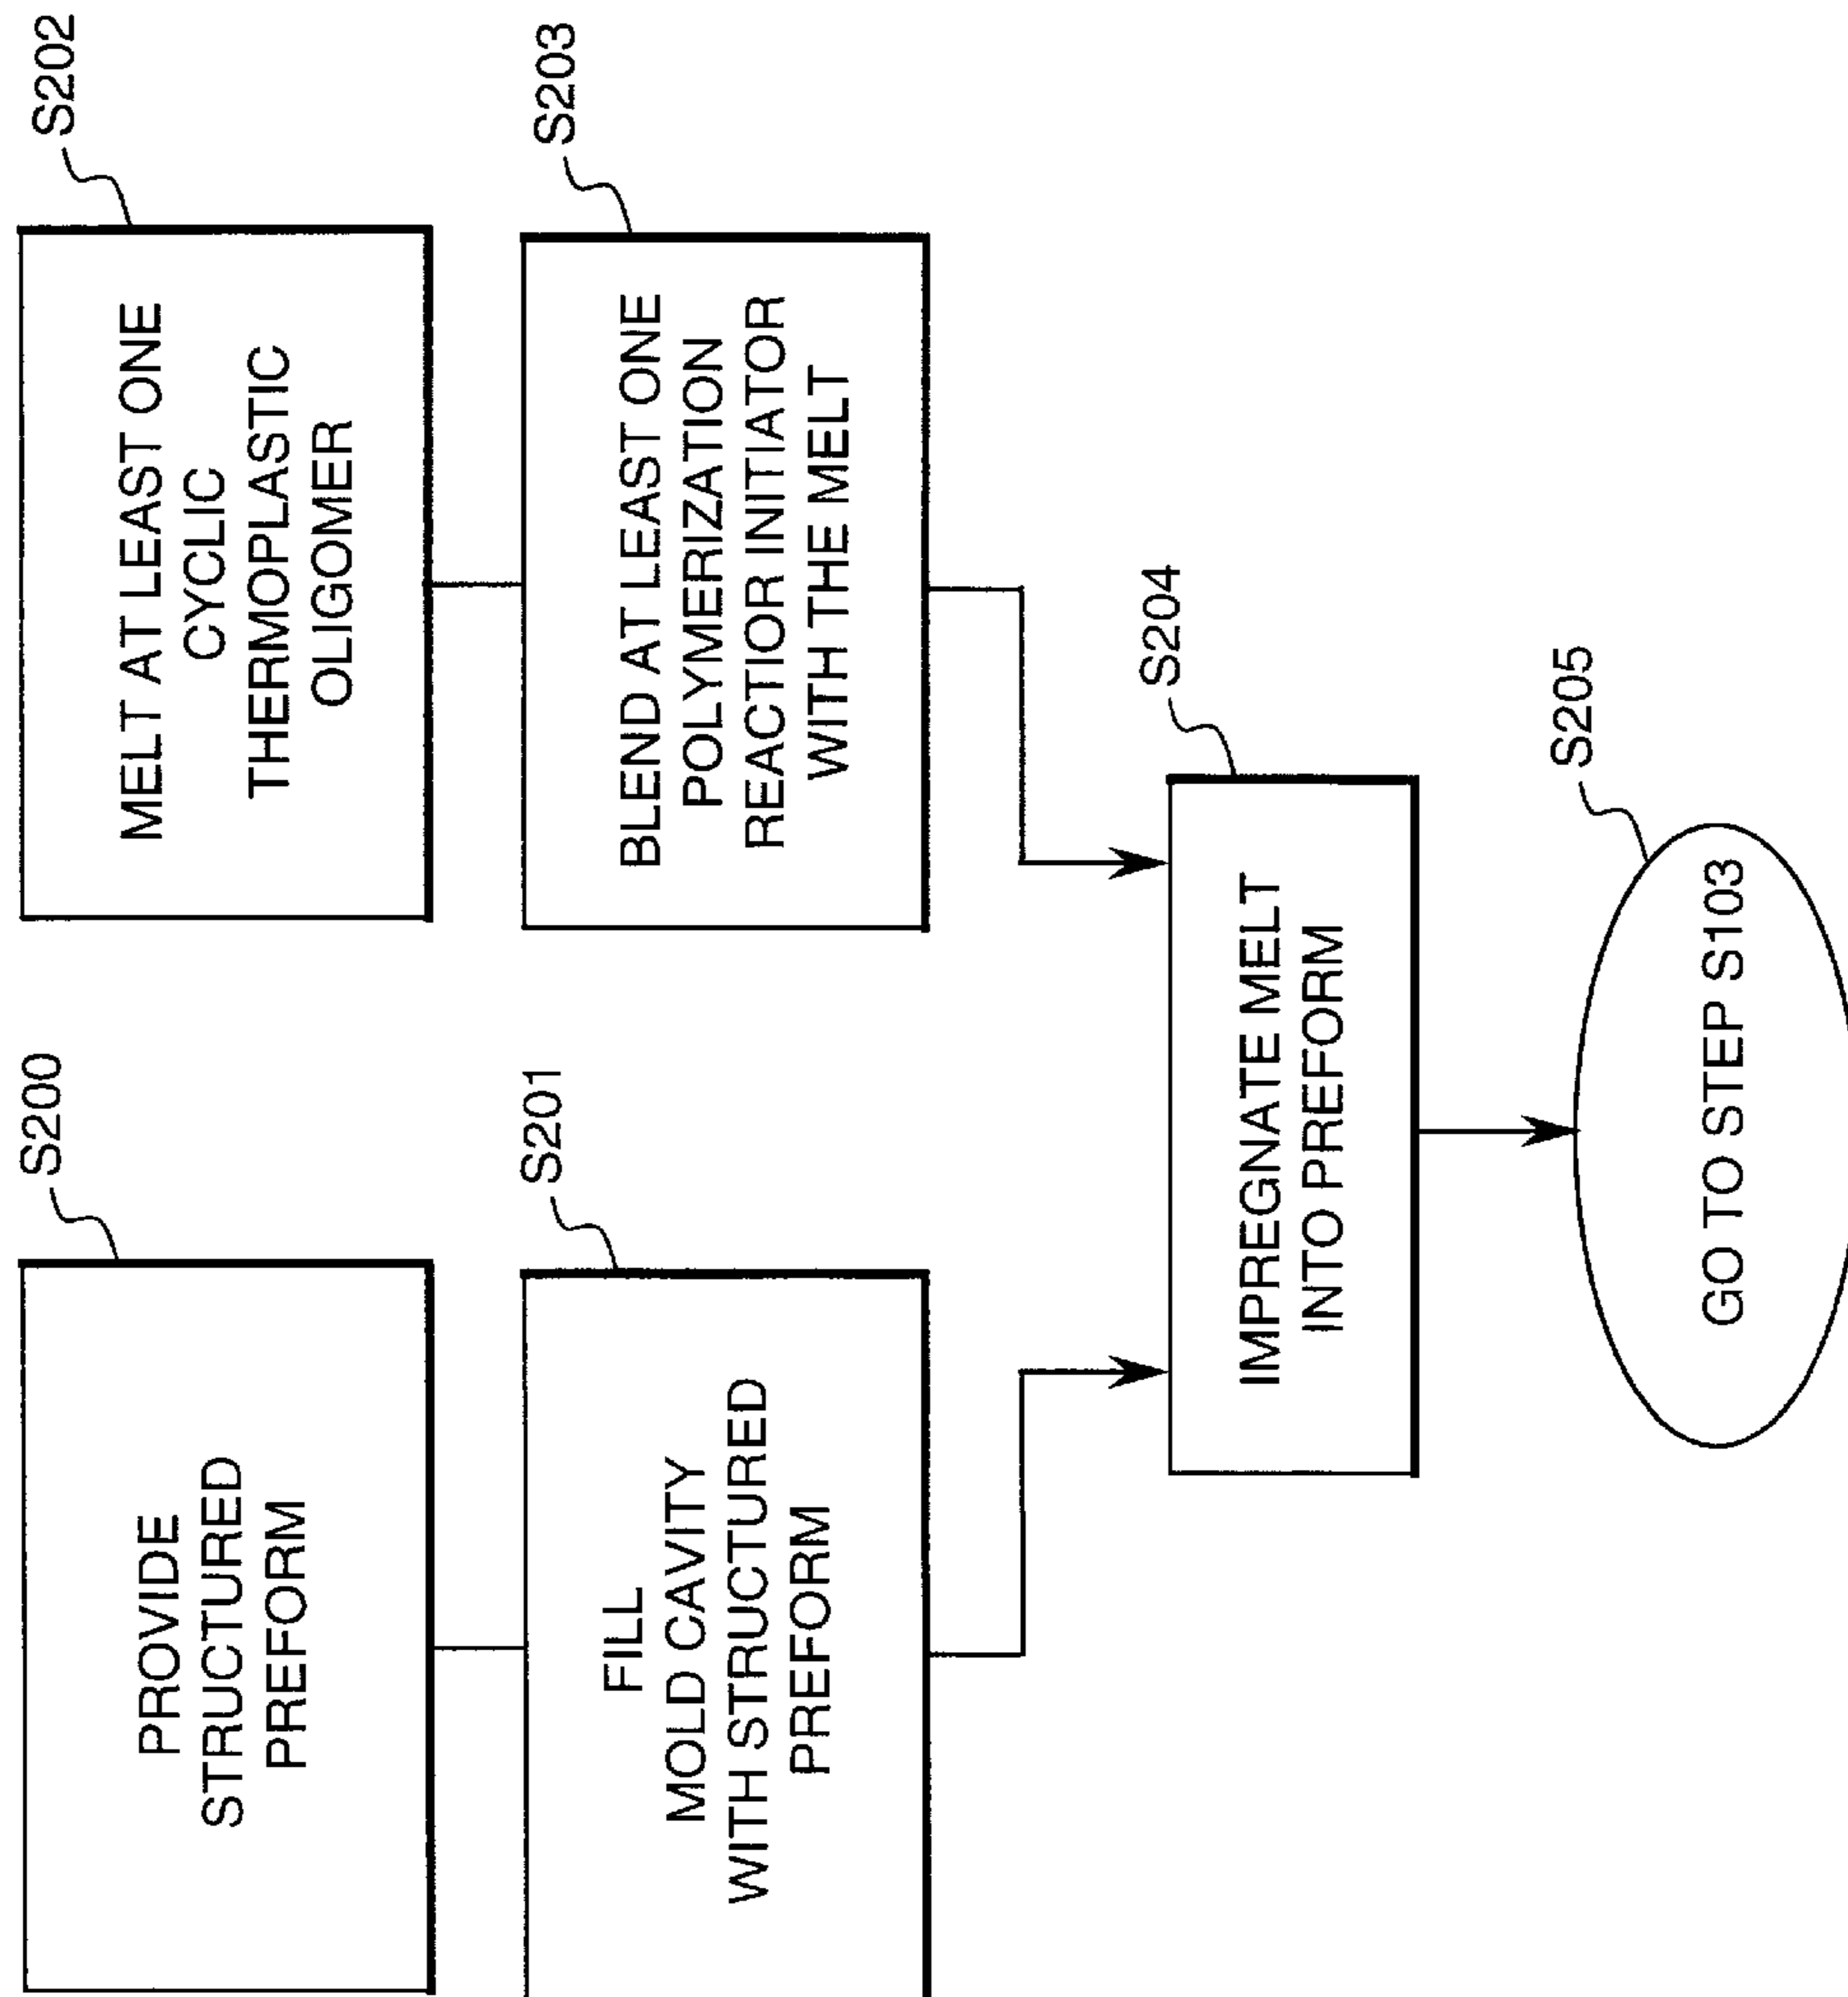 S200
PROVIDE
STRUCTURED
PREFORM
S201
FILL
MOLD CAVITY
WITH STRUCTURED
PREFORM
S202
MELT AT LEAST ONE
CYCLIC
THERMOPLASTIC
OLIGOMER
S203
BLEND AT LEAST ONE
POLYMERIZATION
REACTION INITIATOR
WITH THE MELT
S204
IMPREGNATE MELT
INTO PREFORM
S205
GO TO STEP S103